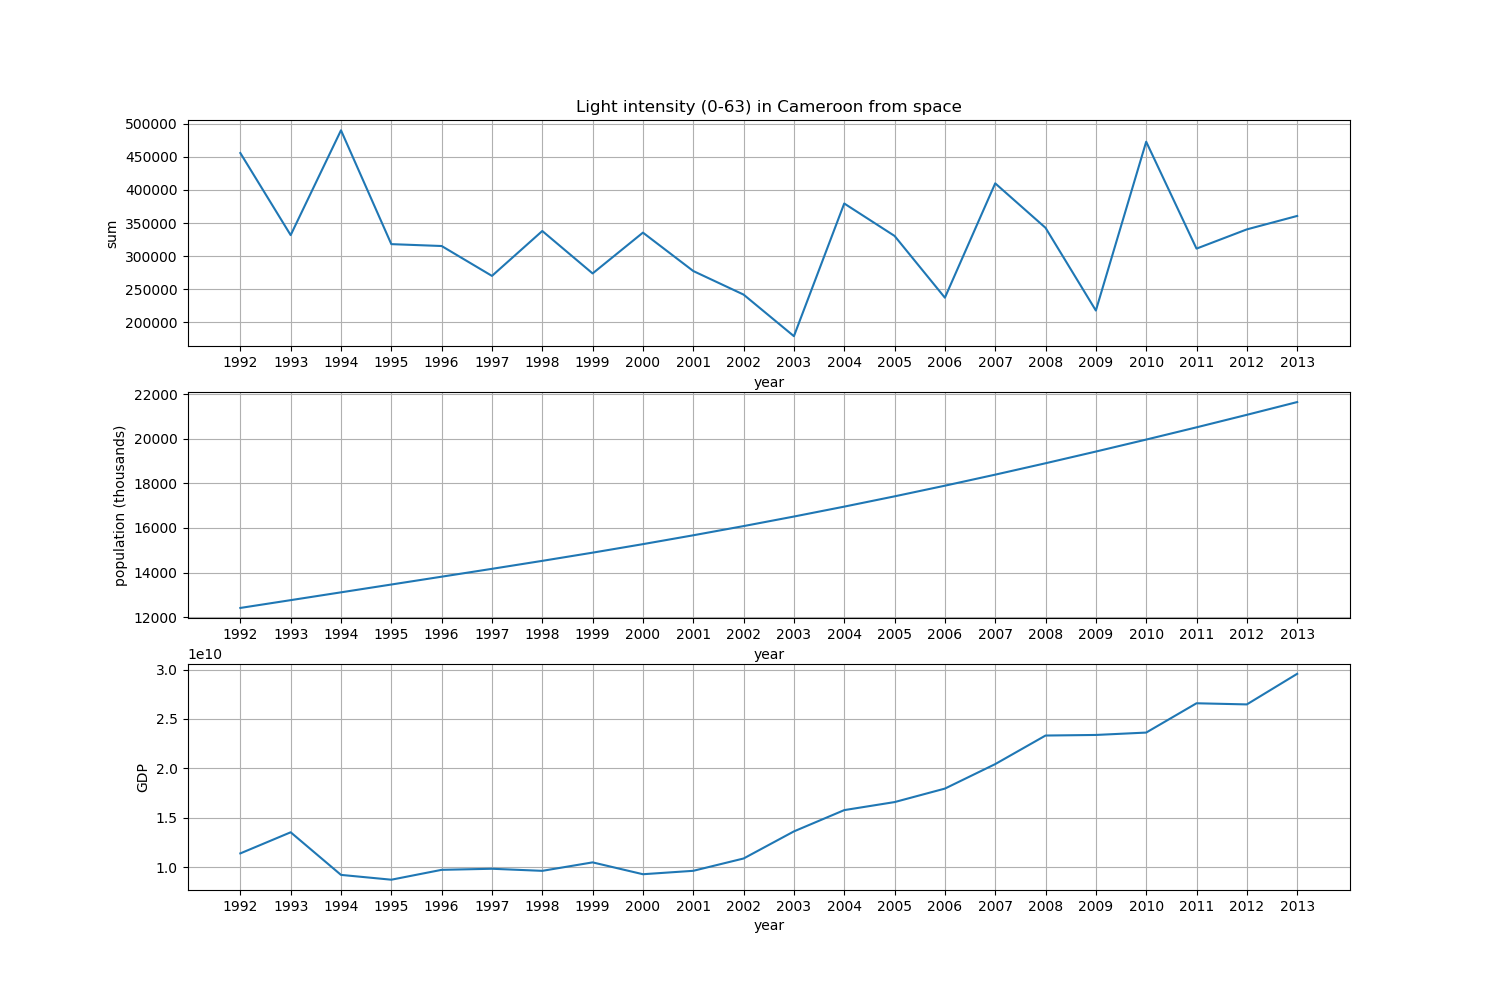 Light intensity (0-63) in Cameroon from space
500000
450000
400000
350000
300000
250000
200000
sum
1992 1993 1994 1995 1996 1997 1998 1999 2000 2001 2002 2003 2004 2005 2006 2007 2008 2009 2010 2011 2012 2013
year
22000
20000
18000
16000
14000
12000
population (thousands)
1992 1993 1994 1995 1996 1997 1998 1999 2000 2001 2002 2003 2004 2005 2006 2007 2008 2009 2010 2011 2012 2013
year
1e10
3.0
2.5
2.0
1.5
1.0
GDP
1992 1993 1994 1995 1996 1997 1998 1999 2000 2001 2002 2003 2004 2005 2006 2007 2008 2009 2010 2011 2012 2013
year